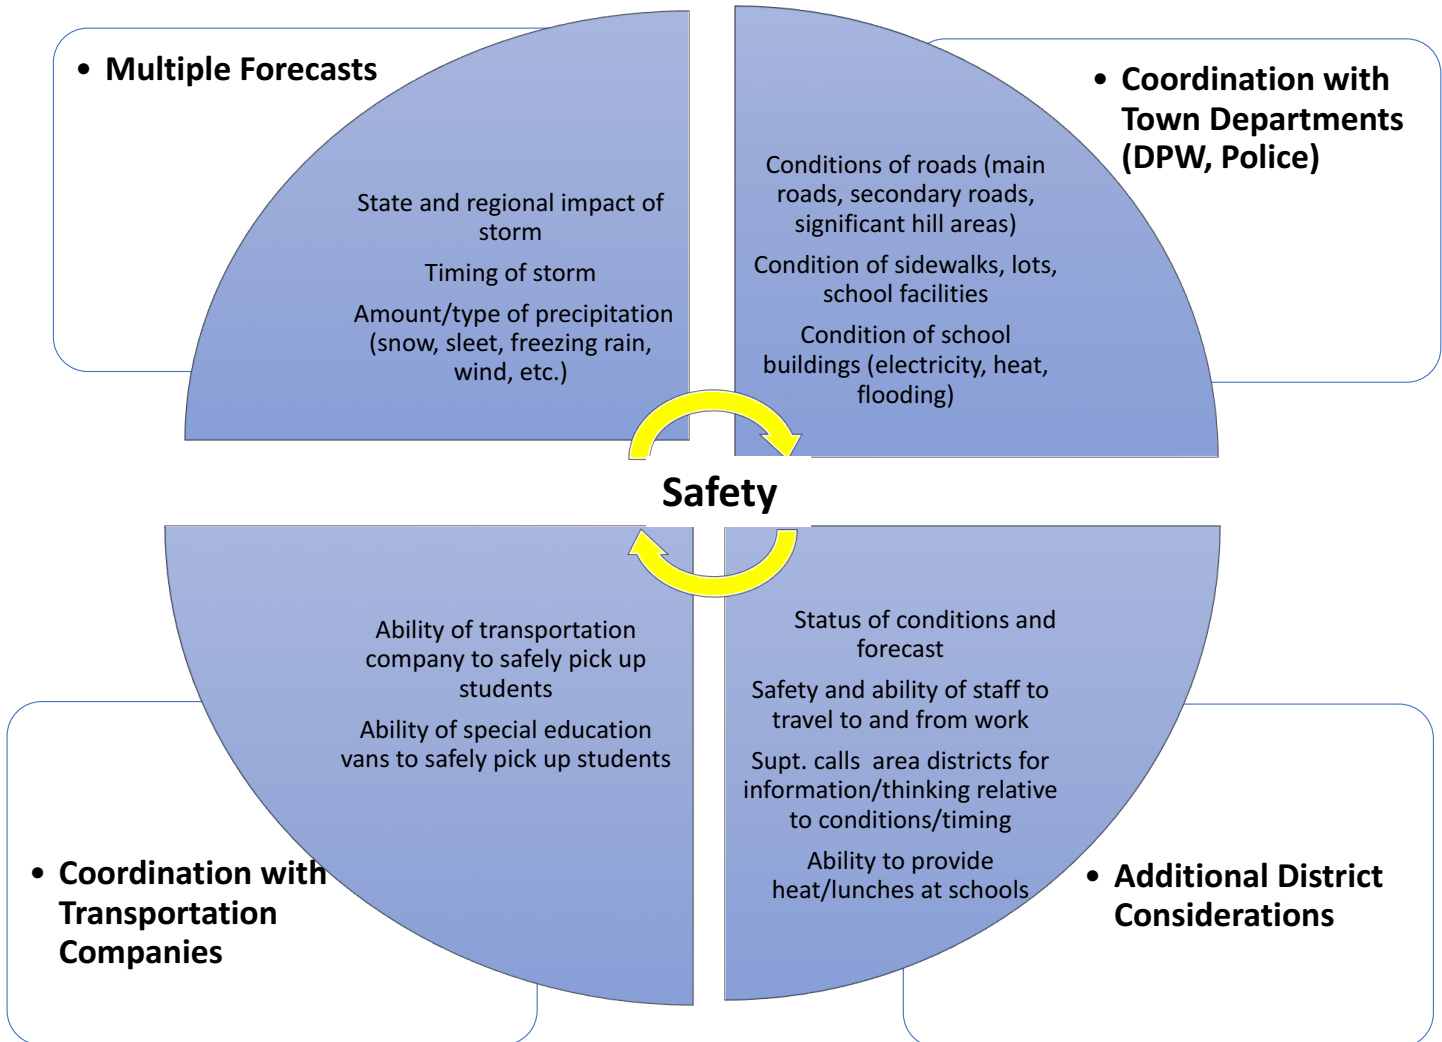 • Multiple Forecasts
State and regional impact of
storm
Timing of storm
Amount/type of precipitation
(snow, sleet, freezing rain,
wind, etc.)
• Coordination with
Town Departments
(DPW, Police)
Conditions of roads (main
roads, secondary roads,
significant hill areas)
Condition of sidewalks, lots,
school facilities
Condition of school
buildings (electricity, heat,
flooding)
Safety
Ability of transportation
company to safely pick up
students
Ability of special education
vans to safely pick up students
• Coordination with
Transportation
Companies
Status of conditions and
forecast
Safety and ability of staff to
travel to and from work
Supt. calls  area districts for
information/thinking relative
to conditions/timing
Ability to provide
heat/lunches at schools
• Additional District
Considerations